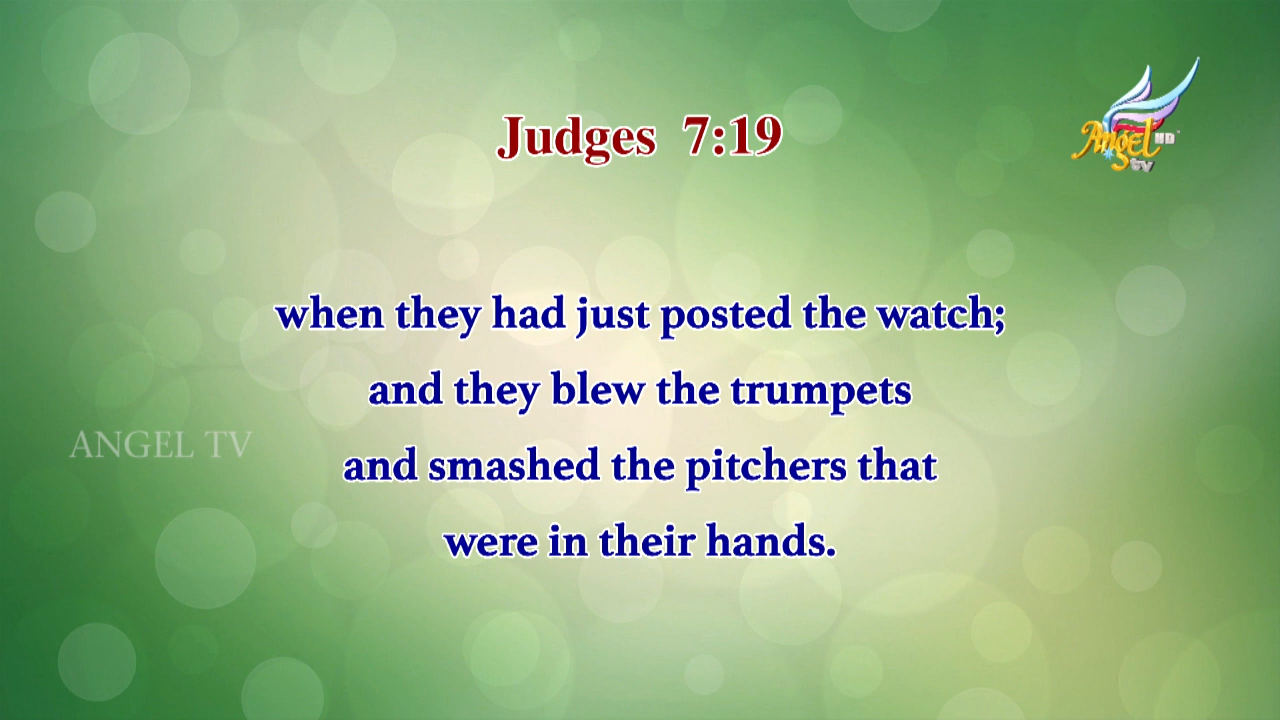 Judges 7:19
Angel HD
tv
when they had just posted the watch;
and they blew the trumpets
ANGEL TV
and smashed the pitchers that
were in their hands.